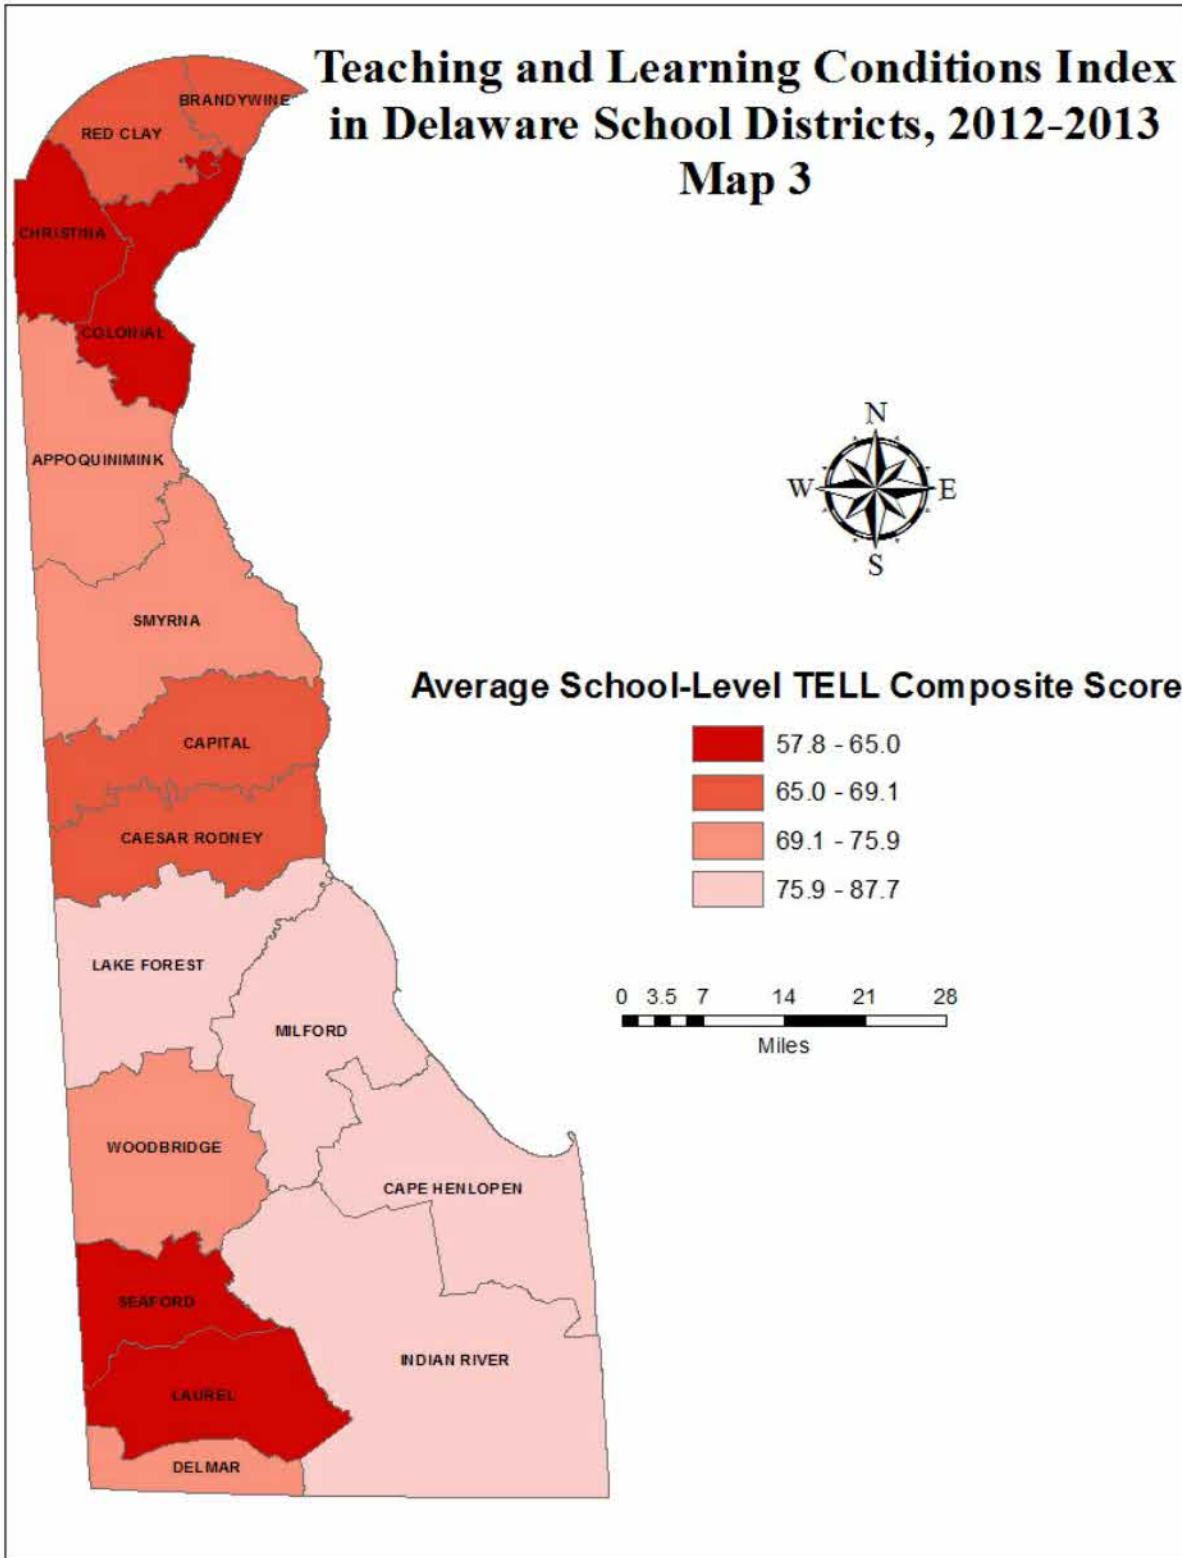 Teaching and Learning Conditions Index
in Delaware School Districts, 2012-2013
Map 3
BRANDYWINE
RED CLAY
CHRISTINA
COLONIAL
APPOQUINIMINK
SMYRNA
CAPITAL
CAESAR RODNEY
LAKE FOREST
MILFORD
WOODBRIDGE
CAPE HENLOPEN
SEAFORD
INDIAN RIVER
LAUREL
DELMAR
N
W E
S
Average School-Level TELL Composite Score
57.8 - 65.0
65.0 - 69.1
69.1 - 75.9
75.9 - 87.7
0 3.5 7 14 21 28
Miles